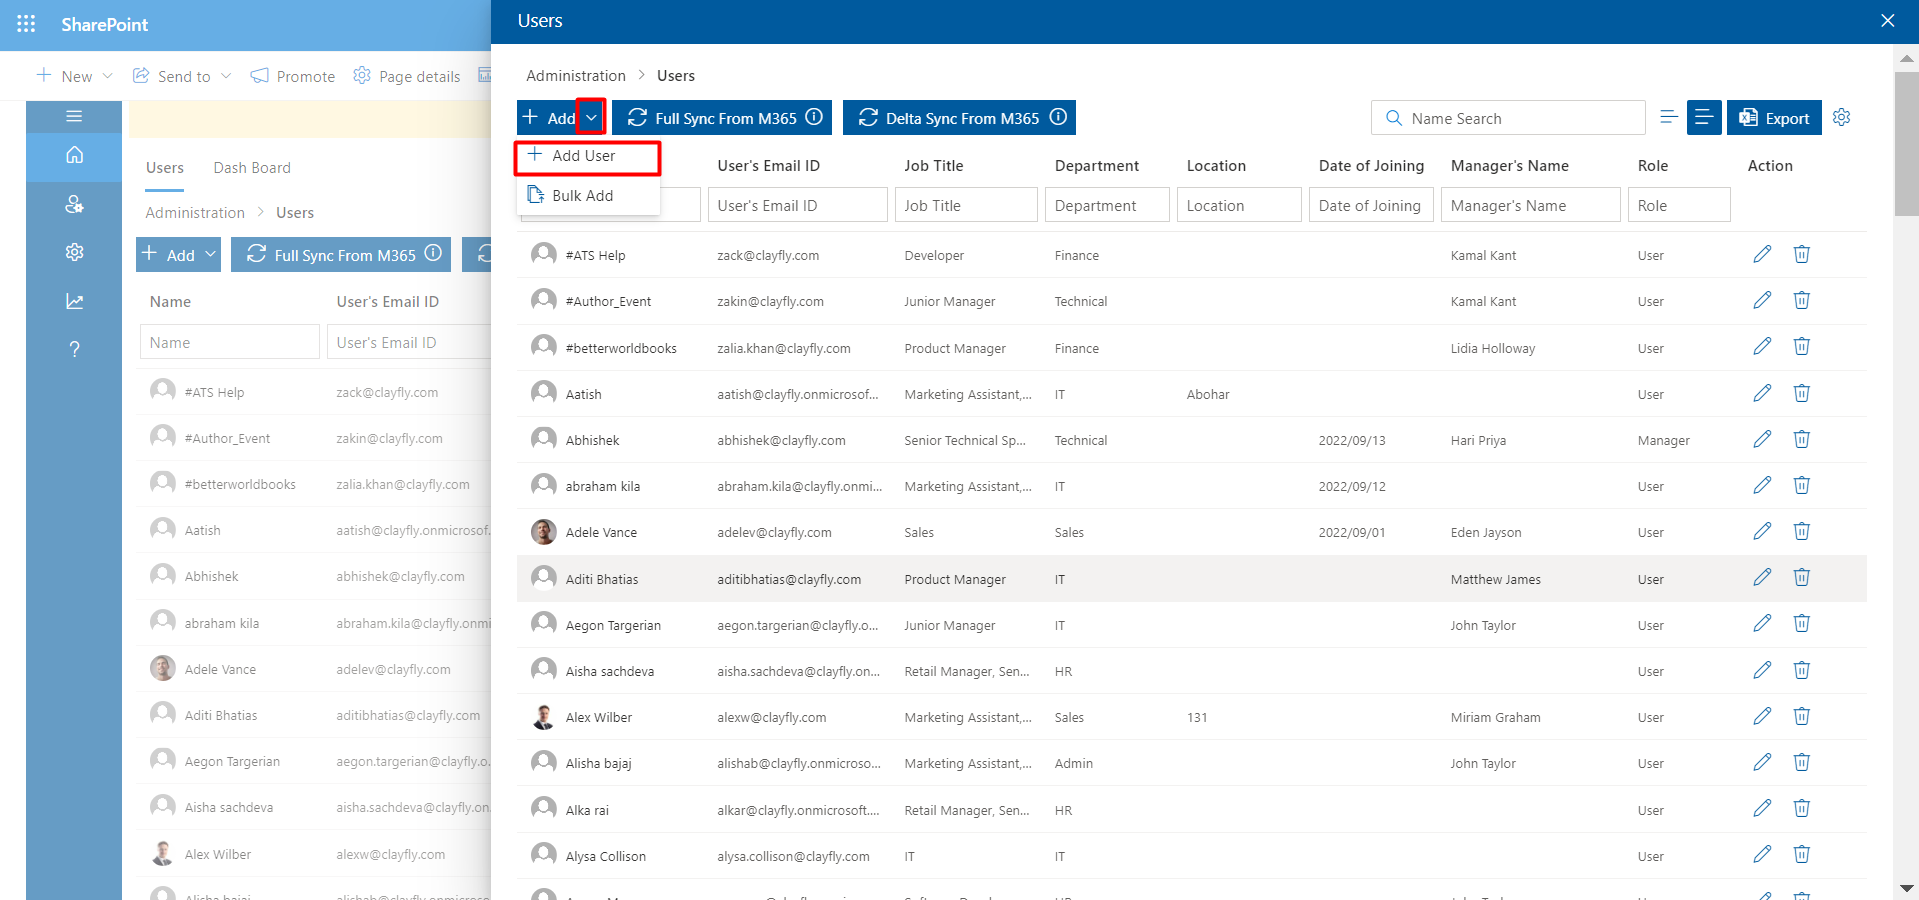 SharePoint
New
Send to
Promote
Page details
Users
Dash Board
Administration > Users
Add
Full Sync From M365
Name
User's Email ID
Name
User's Email ID
#ATS Help zack@clayfly.com
#Author_Event zakin@clayfly.com
#betterworldbooks zalia.khan@clayfly.com
Aatish aatish@clayfly.onmicrosof.
Abhishek abhishek@clayfly.com
abraham kila abraham.kila@clayfly.onmi
Adele Vance adelev@clayfly.com
Aditi Bhatias aditibhatias@clayfly.com
Aegon Targerian aegon.targerian@clayfly.o.
Aisha sachdeva aisha.sachdeva@clayfly.on
Alex Wilber alexw@clayfly.com
Users
Administration > Users
Add
Full Sync From M365
Delta Sync From M365
Name Search
Export
Add User
Bulk Add
User's Email ID Job Title Department Location Date of Joining Manager's Name Role Action
User's Email ID Job Title Department Location Date of Joining Manager's Name Role
#ATS Help zack@clayfly.com Developer Finance Kamal Kant User
#Author_Event zakin@clayfly.com Junior Manager Technical Kamal Kant User
#betterworldbooks zalia.khan@clayfly.com Product Manager Finance Lidia Holloway User
Aatish aatish@clayfly.onmicrosof... Marketing Assistant,... IT Abohar User
Abhishek abhishek@clayfly.com Senior Technical Sp... Technical 2022/09/13 Hari Priya Manager
abraham kila abraham.kila@clayfly.onmi... Marketing Assistant,... IT 2022/09/12 User
Adele Vance adelev@clayfly.com Sales Sales 2022/09/01 Eden Jayson User
Aditi Bhatias aditibhatias@clayfly.com Product Manager IT Matthew James User
Aegon Targerian aegon.targerian@clayfly.o... Junior Manager IT John Taylor User
Aisha sachdeva aisha.sachdeva@clayfly.on... Retail Manager, Sen... HR User
Alex Wilber alexw@clayfly.com Marketing Assistant,... Sales 131 Miriam Graham User
Alisha bajaj alishab@clayfly.onmicroso... Marketing Assistant,... Admin John Taylor User
Alka rai alkar@clayfly.onmicrosoft.... Retail Manager, Sen... HR User
Alysa Collison alysa.collison@clayfly.com IT IT User